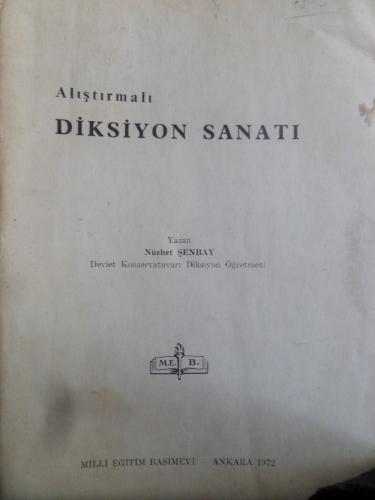 Alıştırmalı
DİKSİYON SANATI
Yazan
Nüzhet ŞENBAY
Devlet Konservatuvarı Diksiyon Öğretmeni
M.E. B.
MİLLİ EĞİTİM BASIMEVİ — ANKARA 1972